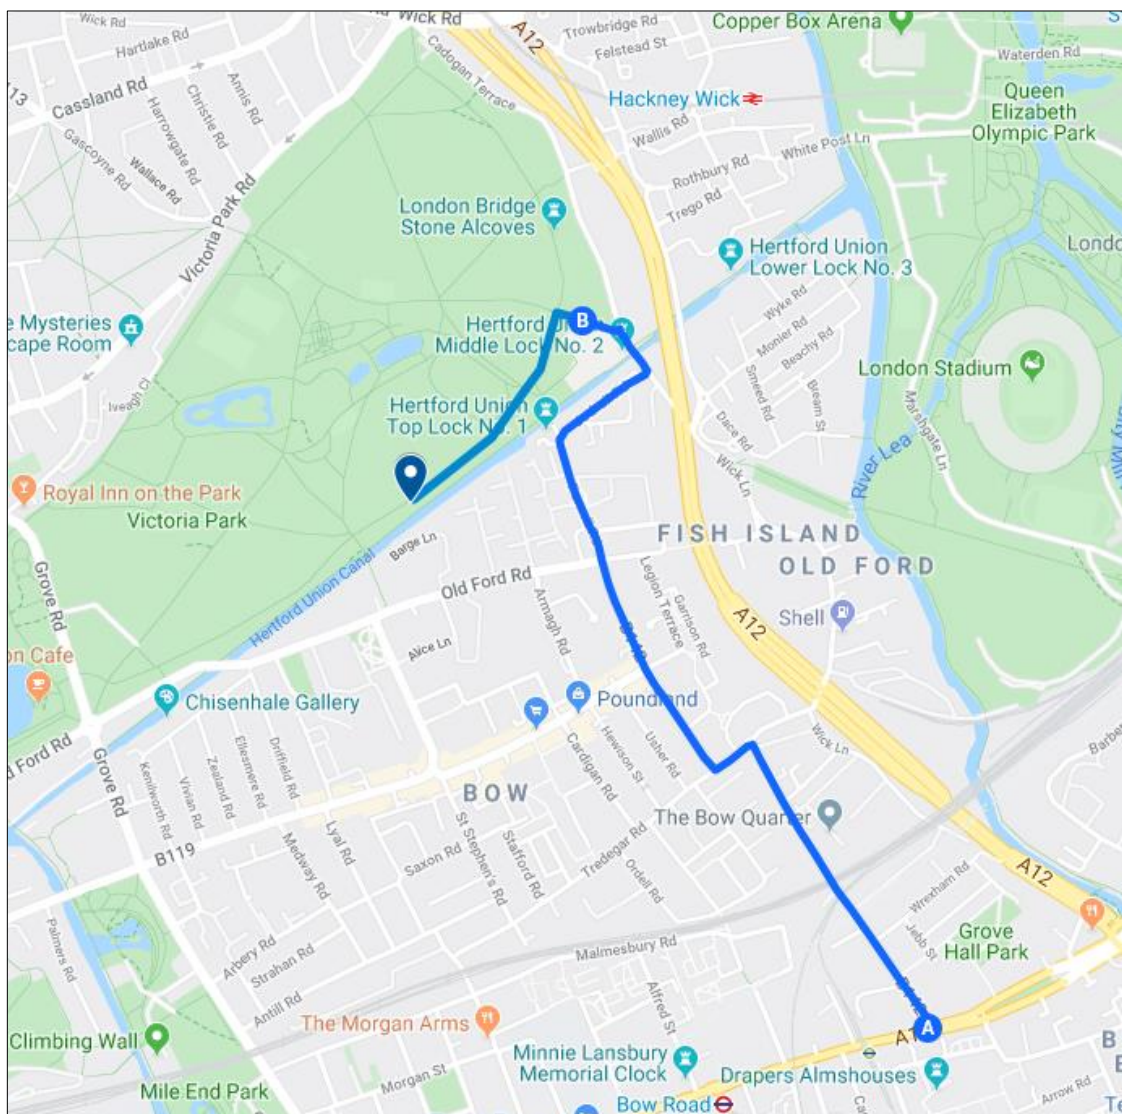 Wick Rd
Wick Rd
A12
Trowbridge Rd
Felstead St
Copper Box Arena
Waterden Rd
Hartlake Rd
Cadogan Terrace
Hackney Wick
Queen
Elizabeth
Olympic Park
Cassland Rd
Annis Rd
Christie Rd
Harrowgate Rd
Gascoyne Rd
Wallace Rd
Wallis Rd
White Post Ln
Rothbury Rd
Trego Rd
Victoria Park Rd
London Bridge
Stone Alcoves
Hertford Union
Lower Lock No. 3
Wyke Rd
Monier Rd
Beachy Rd
Smeed Rd
Bream St
Dace Rd
e Mysteries
cape Room
B
Hertford
Middle Lock No. 2
London Stadium
Iveagh Cl
Hertford Union
Top Lock No. 1
Marshgate Ln
River Lea
Wick Ln
Royal Inn on the Park
Victoria Park
Barge Ln
Hertford Union Canal
FISH ISLAND
OLD FORD
Old Ford Rd
Grove Rd
Armagh Rd
Legion Terrace
Garrison Rd
Shell
A12
on Cafe
Alice Ln
Chisenhale Gallery
Poundland
Ford Rd
Grove Rd
Driffield Rd
Ellesmere Rd
Zealand Rd
Vivian Rd
Kenilworth Rd
Cardigan Rd
Hewison St
Usher Rd
Wick Ln
BOW
The Bow Quarter
B119
Lyal Rd
Medway Rd
Saxon Rd
St Stephen's Rd
Stafford Rd
Tredegar Rd
Ordell Rd
A12
Wrexham Rd
Jebb St
Grove
Hall Park
Palmers Rd
Arbery Rd
Strahan Rd
Antill Rd
Malmesbury Rd
Alfred St
The Morgan Arms
A
Climbing Wall
Mile End Park
Morgan St
Minnie Lansbury
Memorial Clock
Drapers Almshouses
Bow Road
Arrow Rd